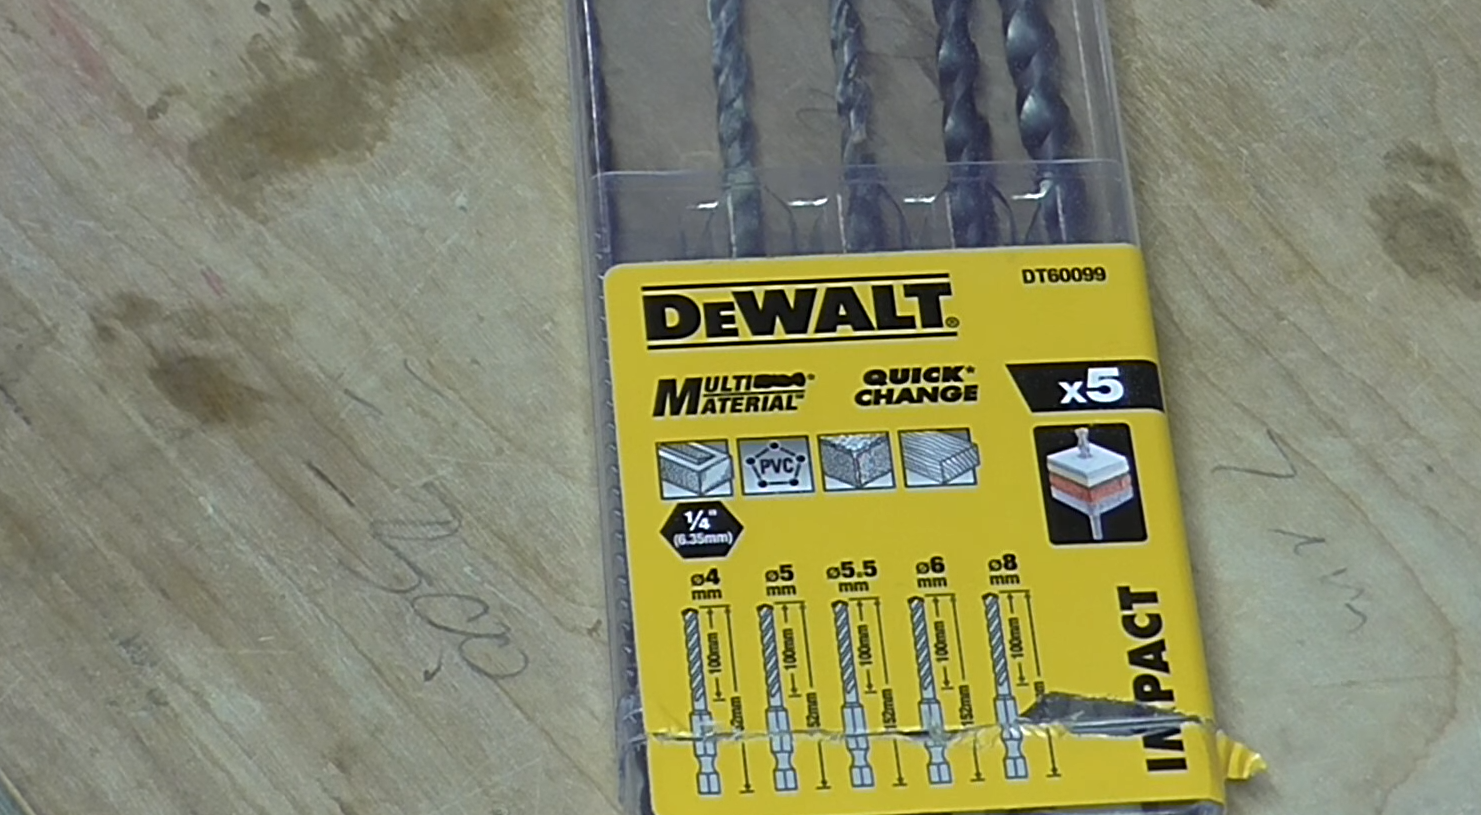 DT60099
DEWALT®
MULTI MATERIAL™
QUICK* CHANGE
x5
PVC
1/4"
(6.35mm)
ø4 mm
ø5 mm
ø5.5 mm
ø6 mm
ø8 mm
100mm
100mm
100mm
100mm
100mm
152mm
152mm
IMPACT